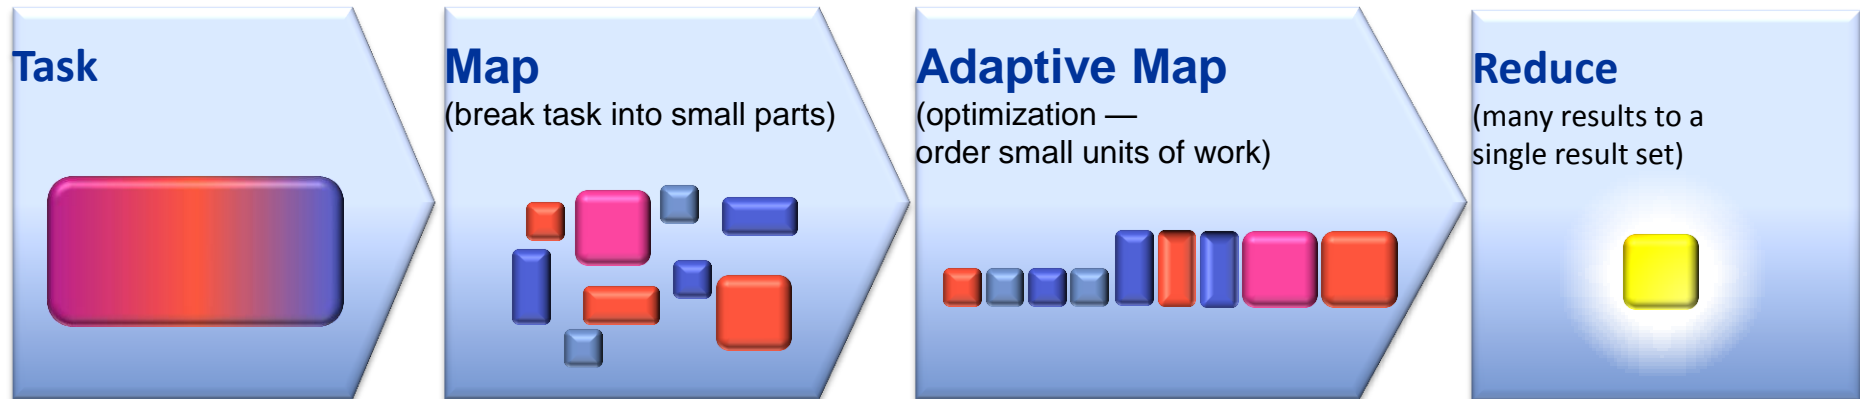 Task
Map
(break task into small parts)
Adaptive Map
(optimization —
order small units of work)
Reduce
(many results to a
single result set)